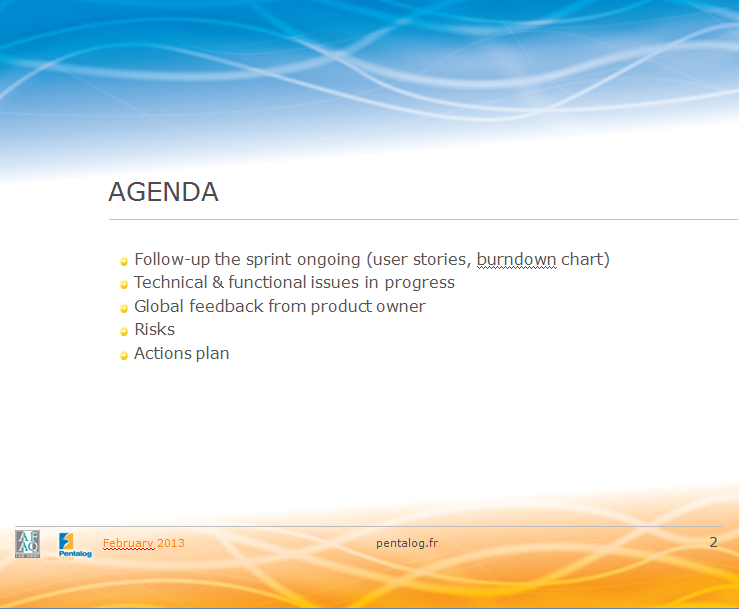 AGENDA
Follow-up the sprint ongoing (user stories, burndown chart)
Technical & functional issues in progress
Global feedback from product owner
Risks
Actions plan
AFAQ
Pentalog
February 2013
pentalog.fr
2